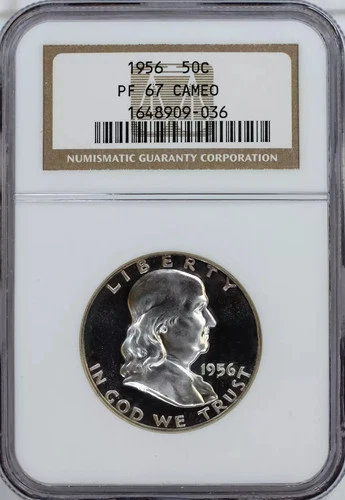 1956 50C
PF 67 CAMEO
1648909-036
NUMISMATIC GUARANTY CORPORATION
LIBERTY
1956
IN GOD WE TRUST